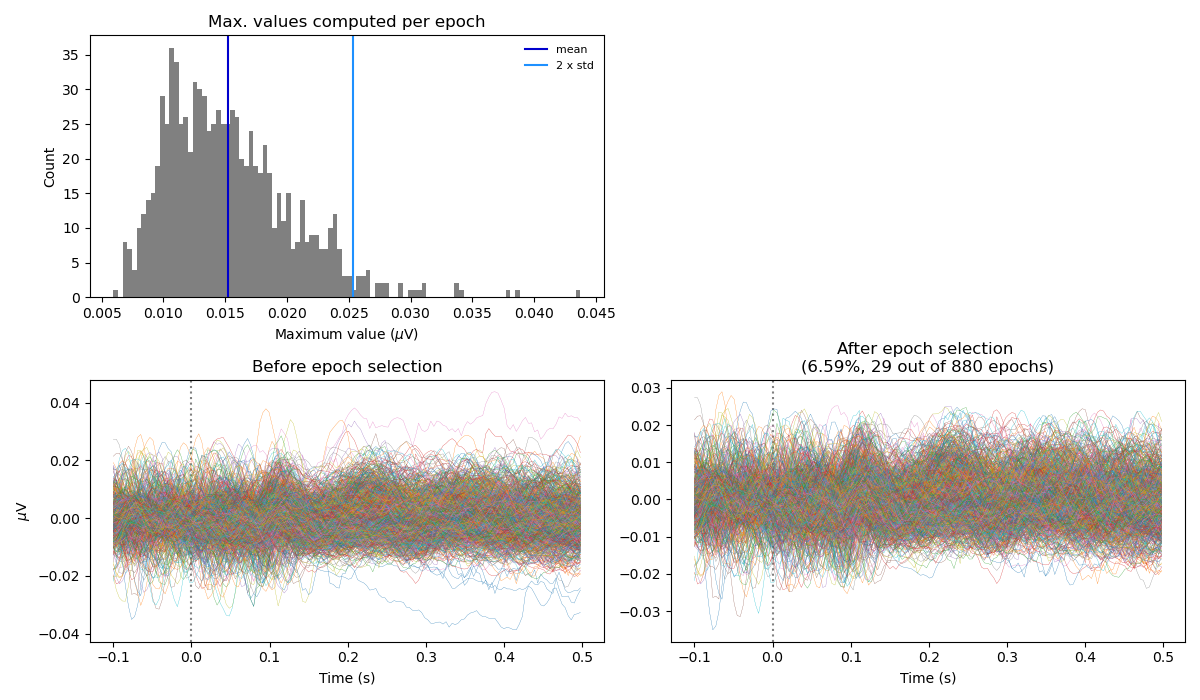 Max. values computed per epoch
mean
2 x std
Count
35
30
25
20
15
10
5
0
0.005 0.010 0.015 0.020 0.025 0.030 0.035 0.040 0.045
Maximum value (μV)
Before epoch selection
μV
0.04
0.02
0.00
−0.02
−0.04
−0.1 0.0 0.1 0.2 0.3 0.4 0.5
Time (s)
After epoch selection
(6.59%, 29 out of 880 epochs)
0.03
0.02
0.01
0.00
−0.01
−0.02
−0.03
−0.1 0.0 0.1 0.2 0.3 0.4 0.5
Time (s)